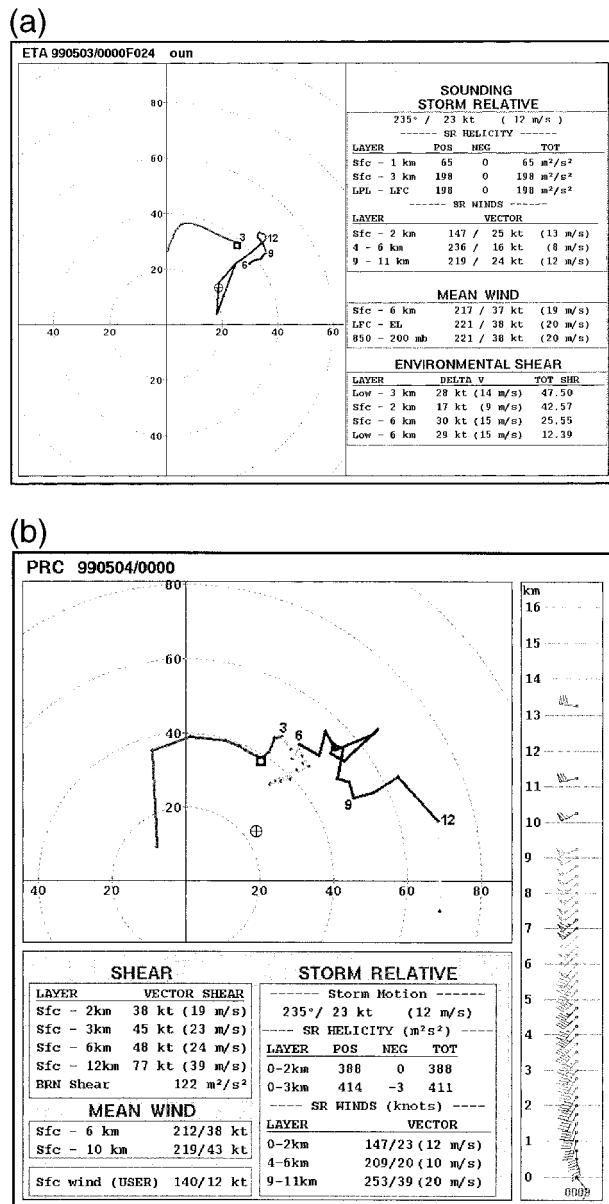 (a)
ETA 990503/0000F024 oun
80
60
40
20
20
40
60
40
3
12
9
6
SOUNDING
STORM RELATIVE
235° / 23 kt ( 12 m/s )
------ SR HELICITY ------
LAYER POS NEG TOT
Sfc - 1 km 65 0 65 m²/s²
Sfc - 3 km 198 0 198 m²/s²
LPL - LFC 198 0 198 m²/s²
------- SR WINDS -------
LAYER VECTOR
Sfc - 2 km 147 / 25 kt (13 m/s)
4 - 6 km 236 / 16 kt (8 m/s)
9 - 11 km 219 / 24 kt (12 m/s)
MEAN WIND
Sfc - 6 km 217 / 37 kt (19 m/s)
LFC - EL 221 / 38 kt (20 m/s)
850 - 200 mb 221 / 38 kt (20 m/s)
ENVIRONMENTAL SHEAR
LAYER DELTA V TOT SHR
Low - 3 km 28 kt (14 m/s) 47.50
Sfc - 2 km 17 kt (9 m/s) 42.57
Sfc - 6 km 30 kt (15 m/s) 25.55
Low - 6 km 29 kt (15 m/s) 12.39
(b)
PRC 990504/0000
80
60
40
20
40
20
20
40
60
80
3
6
9
12
km
16
15
14
13
12
11
10
9
8
7
6
5
4
3
2
1
0
SHEAR
LAYER VECTOR SHEAR
Sfc - 2km 38 kt (19 m/s)
Sfc - 3km 45 kt (23 m/s)
Sfc - 6km 48 kt (24 m/s)
Sfc - 12km 77 kt (39 m/s)
BRN Shear 122 m²/s²
MEAN WIND
Sfc - 6 km 212/38 kt
Sfc - 10 km 219/43 kt
Sfc wind (USER) 140/12 kt
STORM RELATIVE
------ Storm Motion ------
235°/ 23 kt (12 m/s)
---- SR HELICITY (m²s²) ----
LAYER POS NEG TOT
0-2km 388 0 388
0-3km 414 -3 411
---- SR WINDS (knots) ----
LAYER VECTOR
0-2km 147/23 (12 m/s)
4-6km 209/20 (10 m/s)
9-11km 253/39 (20 m/s)